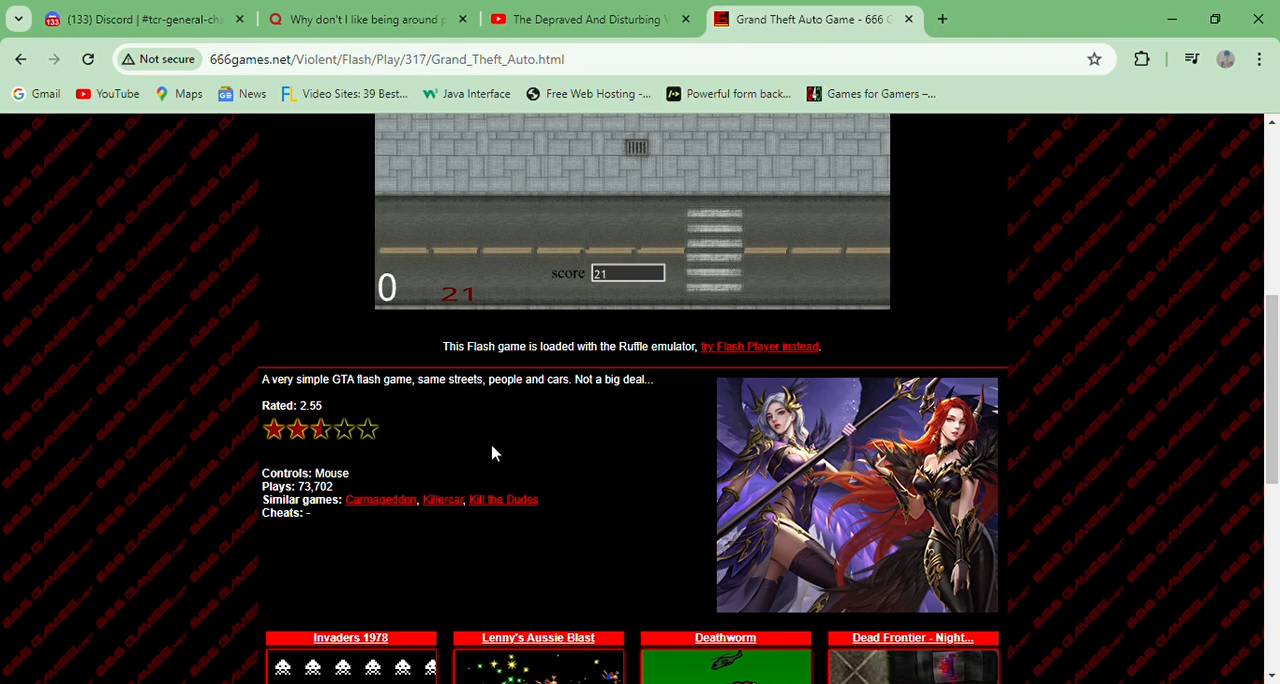 133
(133) Discord | #tcr-general-cha
Why don't I like being around p
The Depraved And Disturbing
Grand Theft Auto Game - 666 G
Not secure
666games.net/Violent/Flash/Play/317/Grand_Theft_Auto.html
Gmail
YouTube
Maps
News
Video Sites: 39 Best...
Java Interface
Free Web Hosting -...
Powerful form back...
Games for Gamers –...
score 21
0
21
This Flash game is loaded with the Ruffle emulator, try Flash Player instead.
A very simple GTA flash game, same streets, people and cars. Not a big deal...
Rated: 2.55
Controls: Mouse
Plays: 73,702
Similar games: Carmageddon, Killercar, Kill the Dudes
Cheats: -
Invaders 1978
Lenny's Aussie Blast
Deathworm
Dead Frontier - Night...